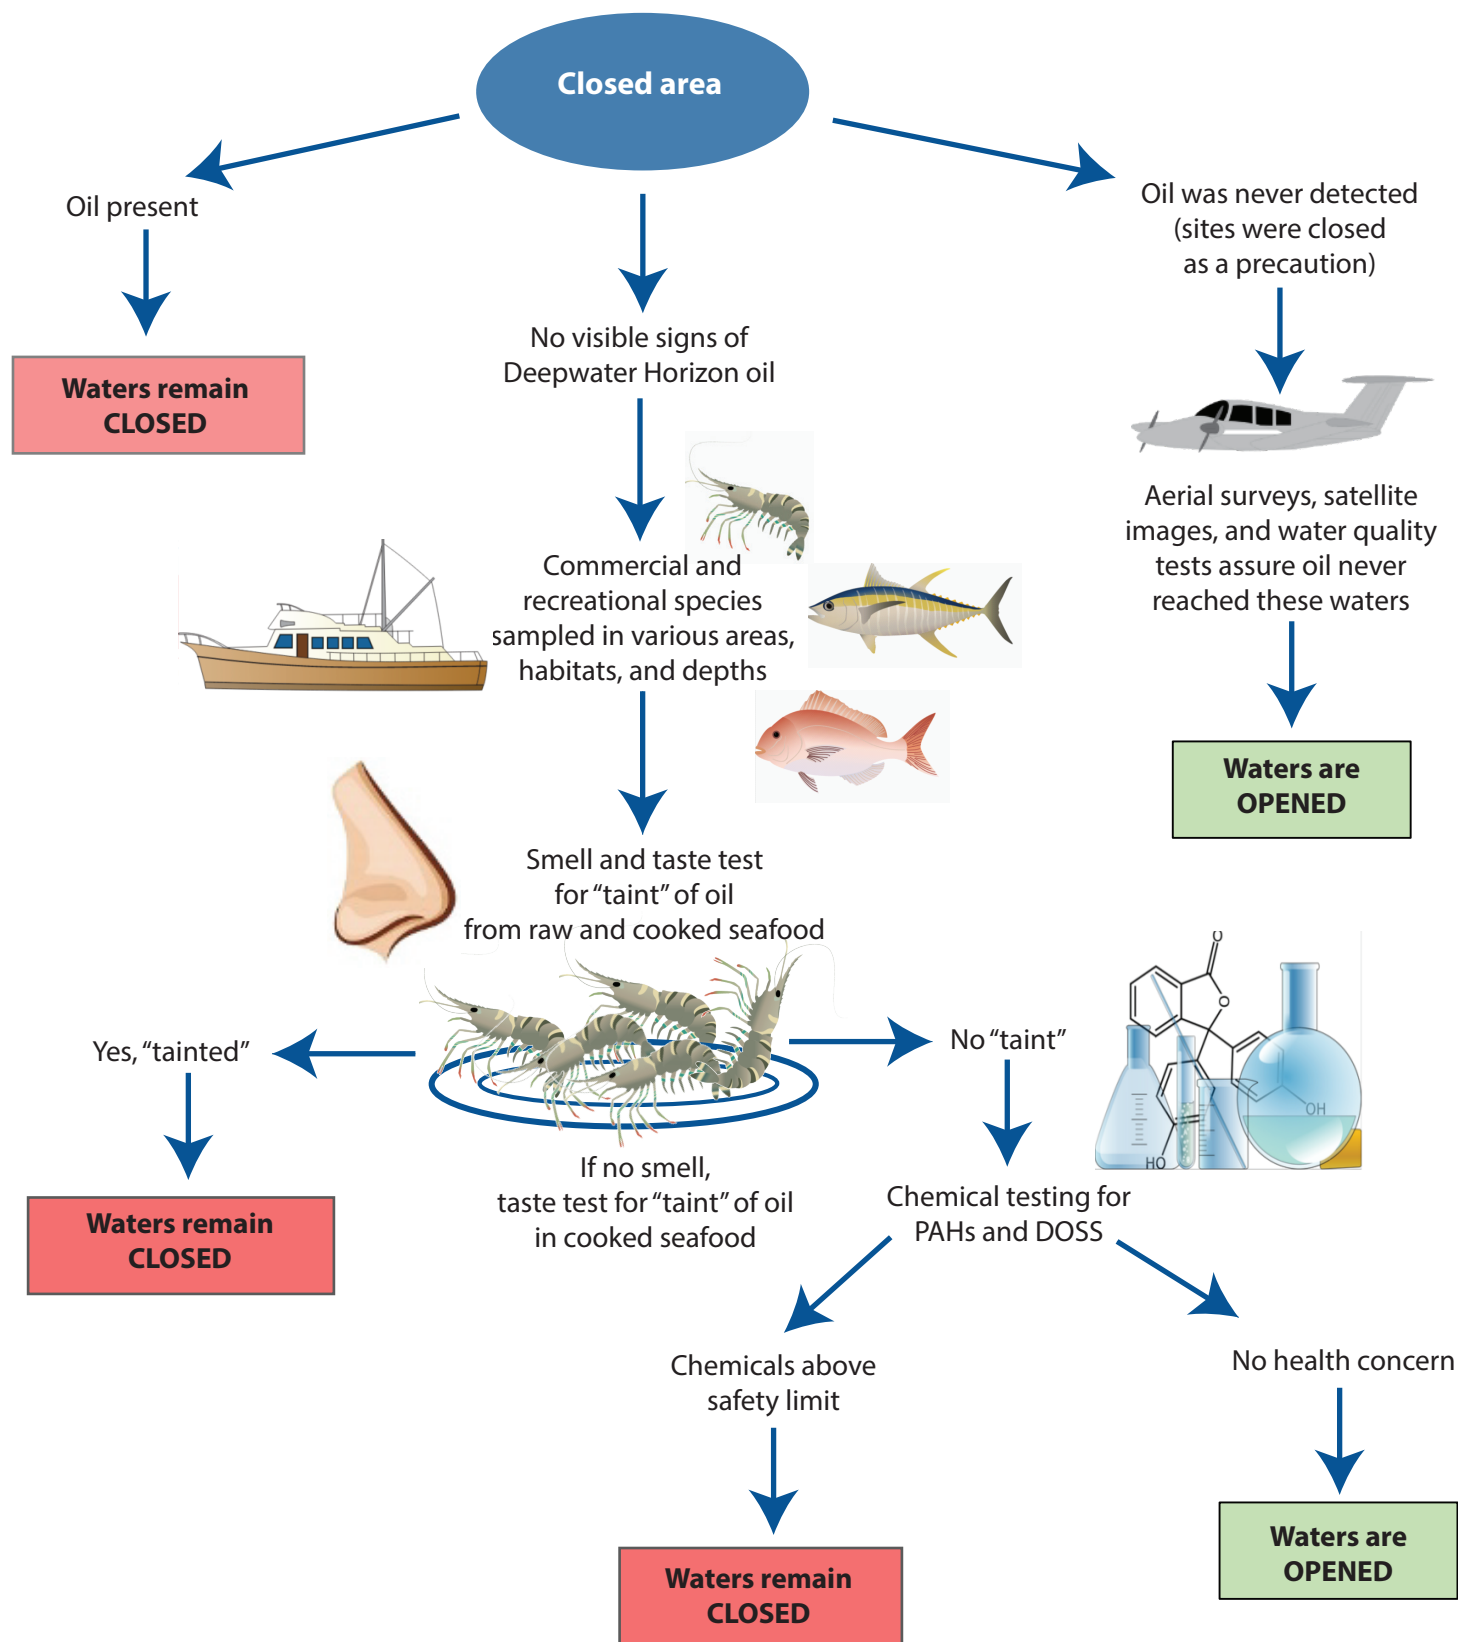 Closed area
Oil present
Waters remain
CLOSED
No visible signs of
Deepwater Horizon oil
Oil was never detected
(sites were closed
as a precaution)
Aerial surveys, satellite
images, and water quality
tests assure oil never
reached these waters
Waters are
OPENED
Commercial and
recreational species
sampled in various areas,
habitats, and depths
Smell and taste test
for “taint” of oil
from raw and cooked seafood
Yes, “tainted”
Waters remain
CLOSED
If no smell,
taste test for “taint” of oil
in cooked seafood
No “taint”
O
O
OH
HO
Chemical testing for
PAHs and DOSS
Chemicals above
safety limit
Waters remain
CLOSED
No health concern
Waters are
OPENED